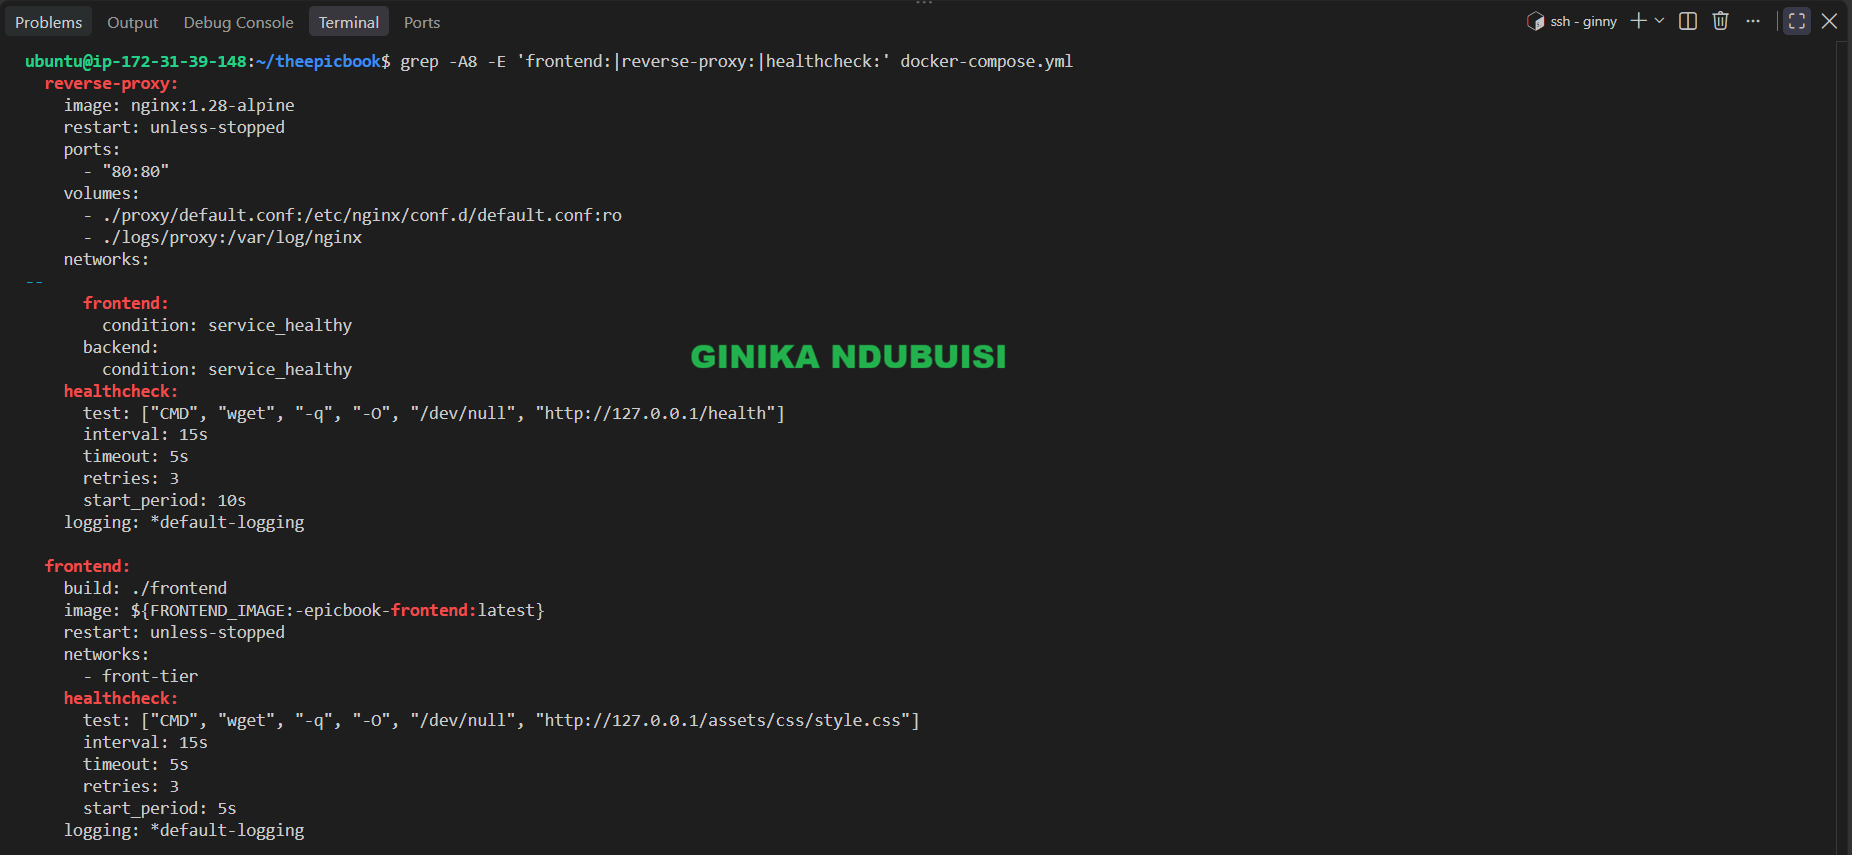 Problems Output Debug Console Terminal Ports ssh - ginny
ubuntu@ip-172-31-39-148:~/theepicbook$ grep -A8 -E 'frontend:|reverse-proxy:|healthcheck:' docker-compose.yml
  reverse-proxy:
    image: nginx:1.28-alpine
    restart: unless-stopped
    ports:
      - "80:80"
    volumes:
      - ./proxy/default.conf:/etc/nginx/conf.d/default.conf:ro
      - ./logs/proxy:/var/log/nginx
    networks:
--
      frontend:
        condition: service_healthy
      backend:
        condition: service_healthy
    healthcheck:
      test: ["CMD", "wget", "-q", "-O", "/dev/null", "http://127.0.0.1/health"]
      interval: 15s
      timeout: 5s
      retries: 3
      start_period: 10s
    logging: *default-logging

  frontend:
    build: ./frontend
    image: ${FRONTEND_IMAGE:-epicbook-frontend:latest}
    restart: unless-stopped
    networks:
      - front-tier
    healthcheck:
      test: ["CMD", "wget", "-q", "-O", "/dev/null", "http://127.0.0.1/assets/css/style.css"]
      interval: 15s
      timeout: 5s
      retries: 3
      start_period: 5s
    logging: *default-logging
GINIKA NDUBUISI